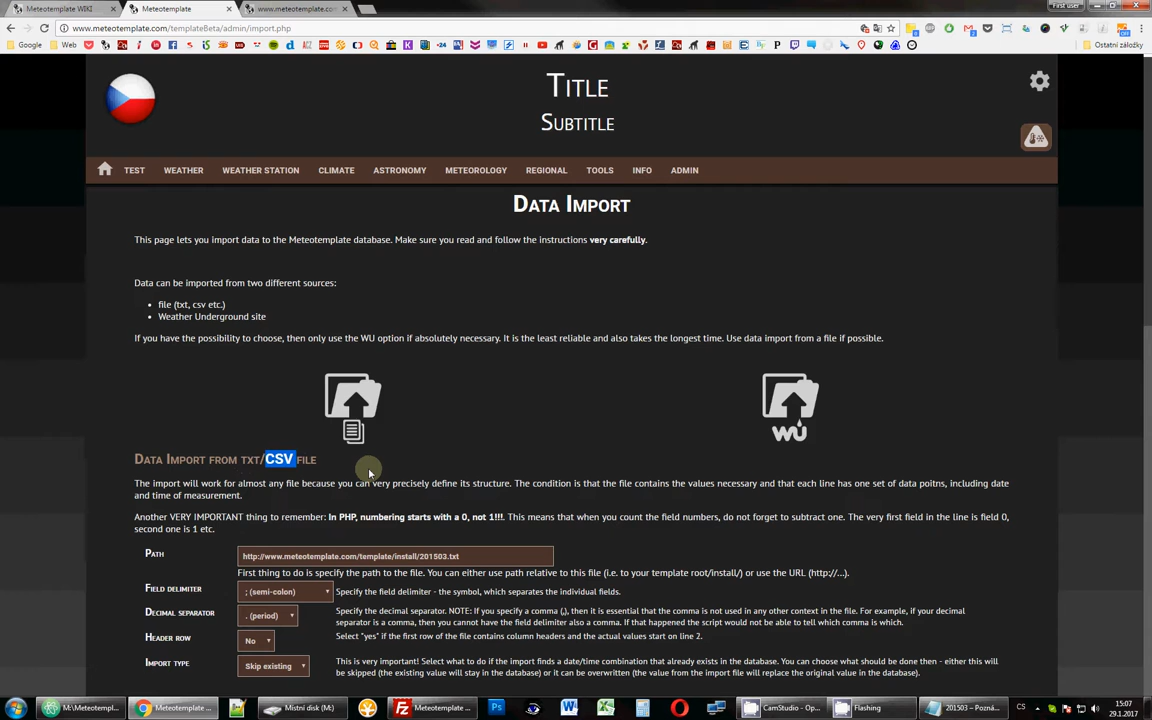 Meteotemplate WIKI
Meteotemplate
www.meteotemplate.com
First user
www.meteotemplate.com/templateBeta/admin/import.php
Google
Web
Ostatní záložky
Title
Subtitle
TEST WEATHER WEATHER STATION CLIMATE ASTRONOMY METEOROLOGY REGIONAL TOOLS INFO ADMIN
Data Import
This page lets you import data to the Meteotemplate database. Make sure you read and follow the instructions very carefully.
Data can be imported from two different sources:
file (txt, csv etc.)
Weather Underground site
If you have the possibility to choose, then only use the WU option if absolutely necessary. It is the least reliable and also takes the longest time. Use data import from a file if possible.
WU
Data Import from TXT/CSV file
The import will work for almost any file because you can very precisely define its structure. The condition is that the file contains the values necessary and that each line has one set of data poitns, including date
and time of measurement.
Another VERY IMPORTANT thing to remember: In PHP, numbering starts with a 0, not 1!!!. This means that when you count the field numbers, do not forget to subtract one. The very first field in the line is field 0,
second one is 1 etc.
Path
http://www.meteotemplate.com/template/install/201503.txt
First thing to do is specify the path to the file. You can either use path relative to this file (i.e. to your template root/install/) or use the URL (http://...).
Field delimiter
; (semi-colon)
Specify the field delimiter - the symbol, which separates the individual fields.
Decimal separator
. (period)
Specify the decimal separator. NOTE: If you specify a comma (,), then it is essential that the comma is not used in any other context in the file. For example, if your decimal
separator is a comma, then you cannot have the field delimiter also a comma. If that happened the script would not be able to tell which comma is which.
Header row
No
Select "yes" if the first row of the file contains column headers and the actual values start on line 2.
Import type
Skip existing
This is very important! Select what to do if the import finds a date/time combination that already exists in the database. You can choose what should be done then - either this will
be skipped (the existing value will stay in the database) or it can be overwritten (the value from the import file will replace the original value in the database).
M:\Meteotempl...
Meteotemplate ...
Místní disk (M:)
Meteotemplate ...
CamStudio - Op...
Flashing
201503 – Pozná...
CS
15:07
29.1.2017